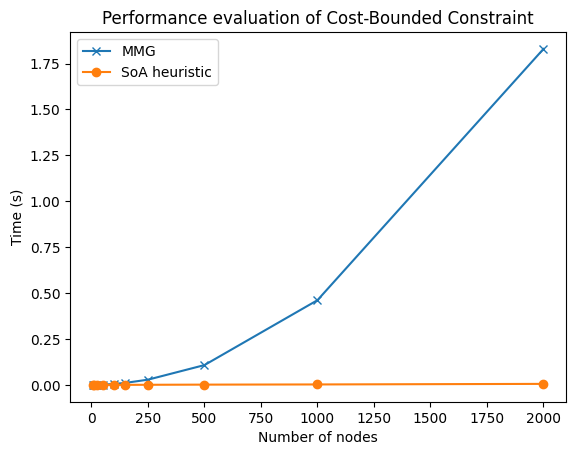 Performance evaluation of Cost-Bounded Constraint
MMG
SoA heuristic
Time (s)
1.75
1.50
1.25
1.00
0.75
0.50
0.25
0.00
0 250 500 750 1000 1250 1500 1750 2000
Number of nodes